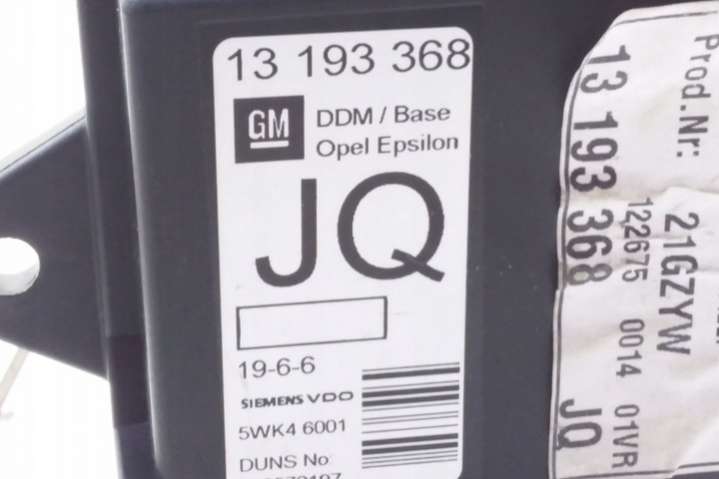 13 193 368
GM
DDM / Base
Opel Epsilon
JQ
19-6-6
SIEMENS VDO
5WK4 6001
DUNS No
Prod.Nr:
21GZYW
122675 0014 01VR
13 193 368 JQ